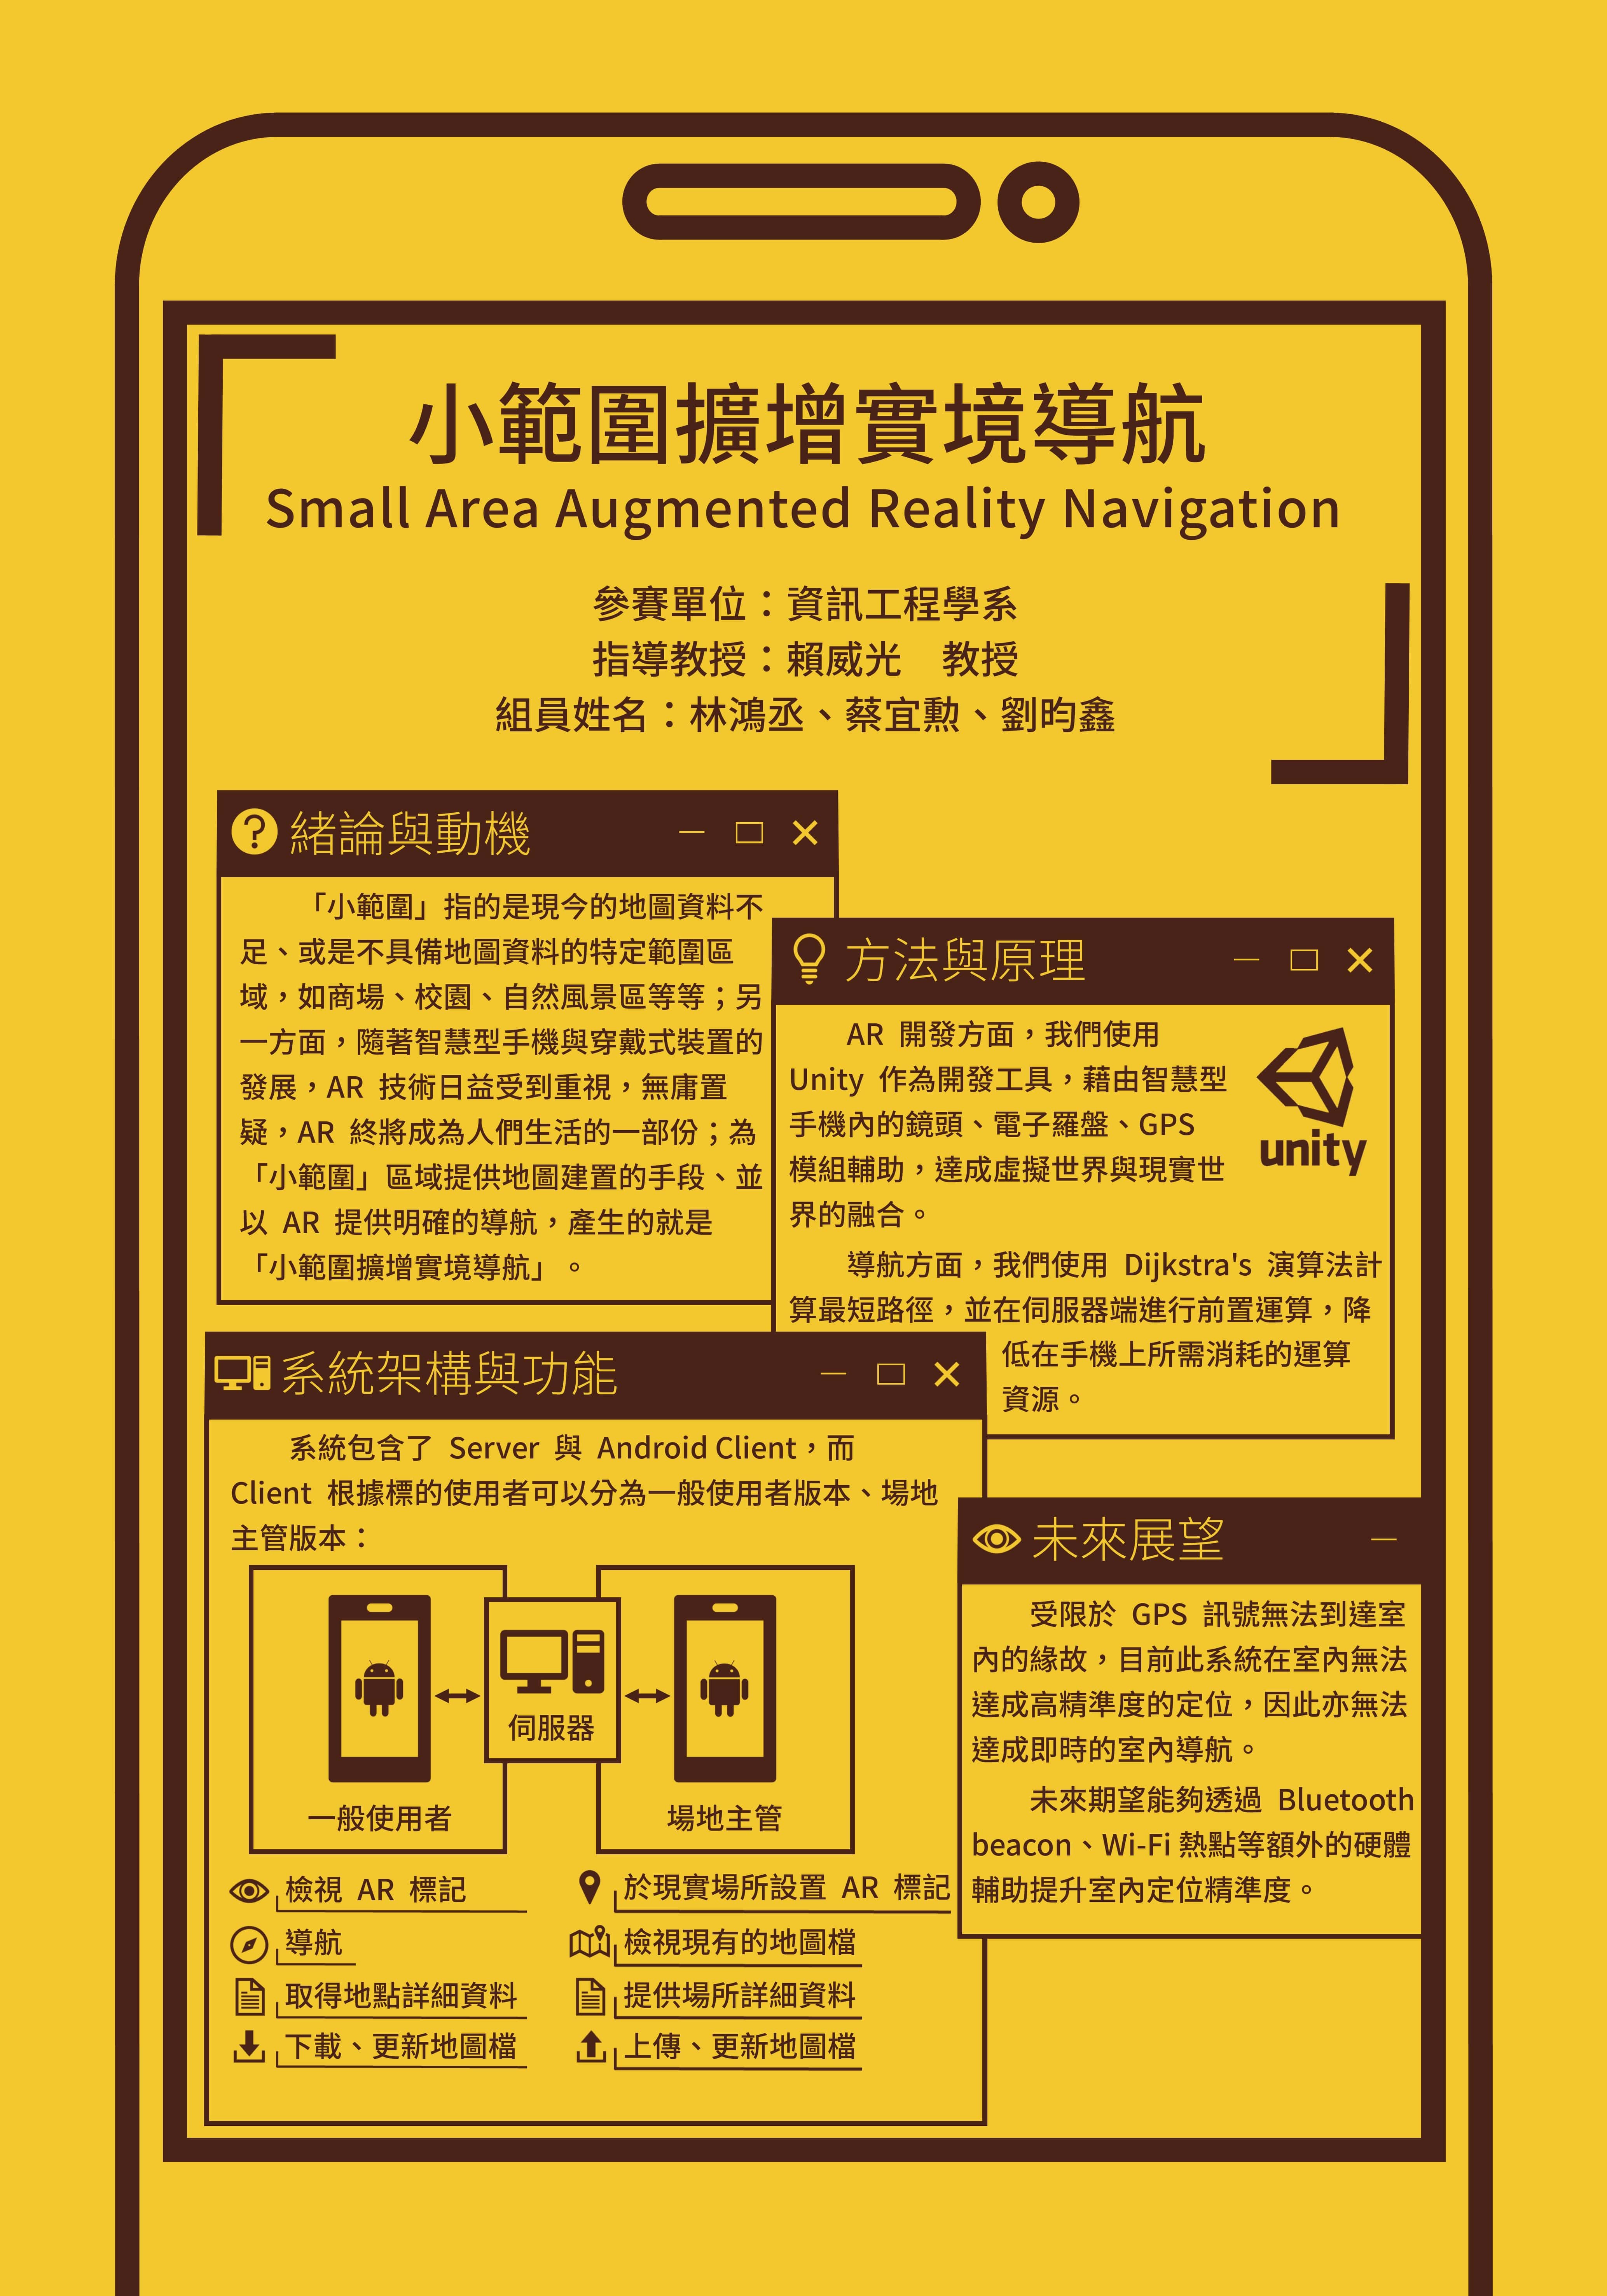 小範圍擴增實境導航
Small Area Augmented Reality Navigation
參賽單位：資訊工程學系
指導教授：賴威光　教授
組員姓名：林鴻丞、蔡宜勲、劉昀鑫
緒論與動機
「小範圍」指的是現今的地圖資料不
足、或是不具備地圖資料的特定範圍區
域，如商場、校園、自然風景區等等；另
一方面，隨著智慧型手機與穿戴式裝置的
發展，AR 技術日益受到重視，無庸置
疑，AR 終將成為人們生活的一部份；為
「小範圍」區域提供地圖建置的手段、並
以 AR 提供明確的導航，產生的就是
「小範圍擴增實境導航」。
方法與原理
AR 開發方面，我們使用
Unity 作為開發工具，藉由智慧型
手機內的鏡頭、電子羅盤、GPS
模組輔助，達成虛擬世界與現實世
界的融合。
unity
導航方面，我們使用 Dijkstra's 演算法計
算最短路徑，並在伺服器端進行前置運算，降
低在手機上所需消耗的運算
資源。
系統架構與功能
系統包含了 Server 與 Android Client，而
Client 根據標的使用者可以分為一般使用者版本、場地
主管版本：
伺服器
一般使用者
場地主管
檢視 AR 標記
導航
取得地點詳細資料
下載、更新地圖檔
於現實場所設置 AR 標記
檢視現有的地圖檔
提供場所詳細資料
上傳、更新地圖檔
未來展望
受限於 GPS 訊號無法到達室
內的緣故，目前此系統在室內無法
達成高精準度的定位，因此亦無法
達成即時的室內導航。
未來期望能夠透過 Bluetooth
beacon、Wi-Fi 熱點等額外的硬體
輔助提升室內定位精準度。